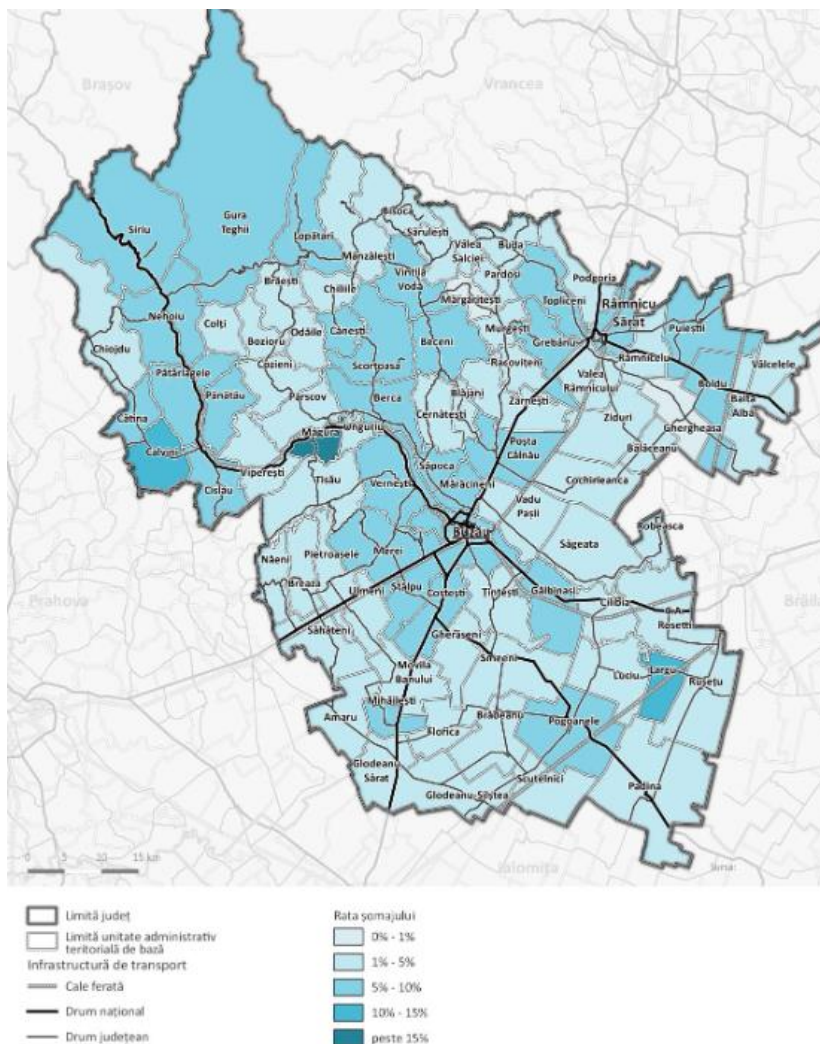 Brașov
Vrancea
Siriu
Gura
Teghii
Lopătari
Bisoca
Sărulești
Mânzălești
Valea
Salciei
Buda
Vintilă
Vodă
Pardoși
Podgoria
Brăești
Chiliile
Mărgăritești
Topliceni
Râmnicu
Sărat
Nehoiu
Colți
Odăile
Cănești
Murgești
Grebănu
Puiești
Bozioru
Beceni
Râmnicelu
Chiojdu
Cozieni
Scorțoasa
Racovițeni
Valea
Râmnicului
Boldu
Vâlcelele
Pătârlagele
Pănătău
Pârscov
Berca
Blăjani
Zărnești
Ziduri
Balta
Albă
Cătina
Cernătești
Ghergheasa
Măgura
Unguriu
Calvini
Viperești
Săpoca
Poșta
Câlnău
Bălăceanu
Cislău
Tisău
Vernești
Mărăcineni
Cochirleanca
Vadu
Pașii
Robeasca
Buzău
Săgeata
Năeni
Pietroasele
Merei
Breaza
Ulmeni
Stâlpu
Costești
Țintești
Gălbinași
Cilibia
C.A.
Rosetti
Prahova
Brăila
Săhăteni
Gherăseni
Movila
Banului
Smeeni
Luciu
Largu
Rușețu
Mihăilești
Amaru
Florica
Brădeanu
Pogoanele
Glodeanu
Sărat
Glodeanu-Siliștea
Scutelnici
Padina
0 5 10 15 km
Ialomița
Limită județ
Limită unitate administrativ
teritorială de bază
Infrastructură de transport
Cale ferată
Drum național
Drum județean
Rata șomajului
0% - 1%
1% - 5%
5% - 10%
10% - 15%
peste 15%